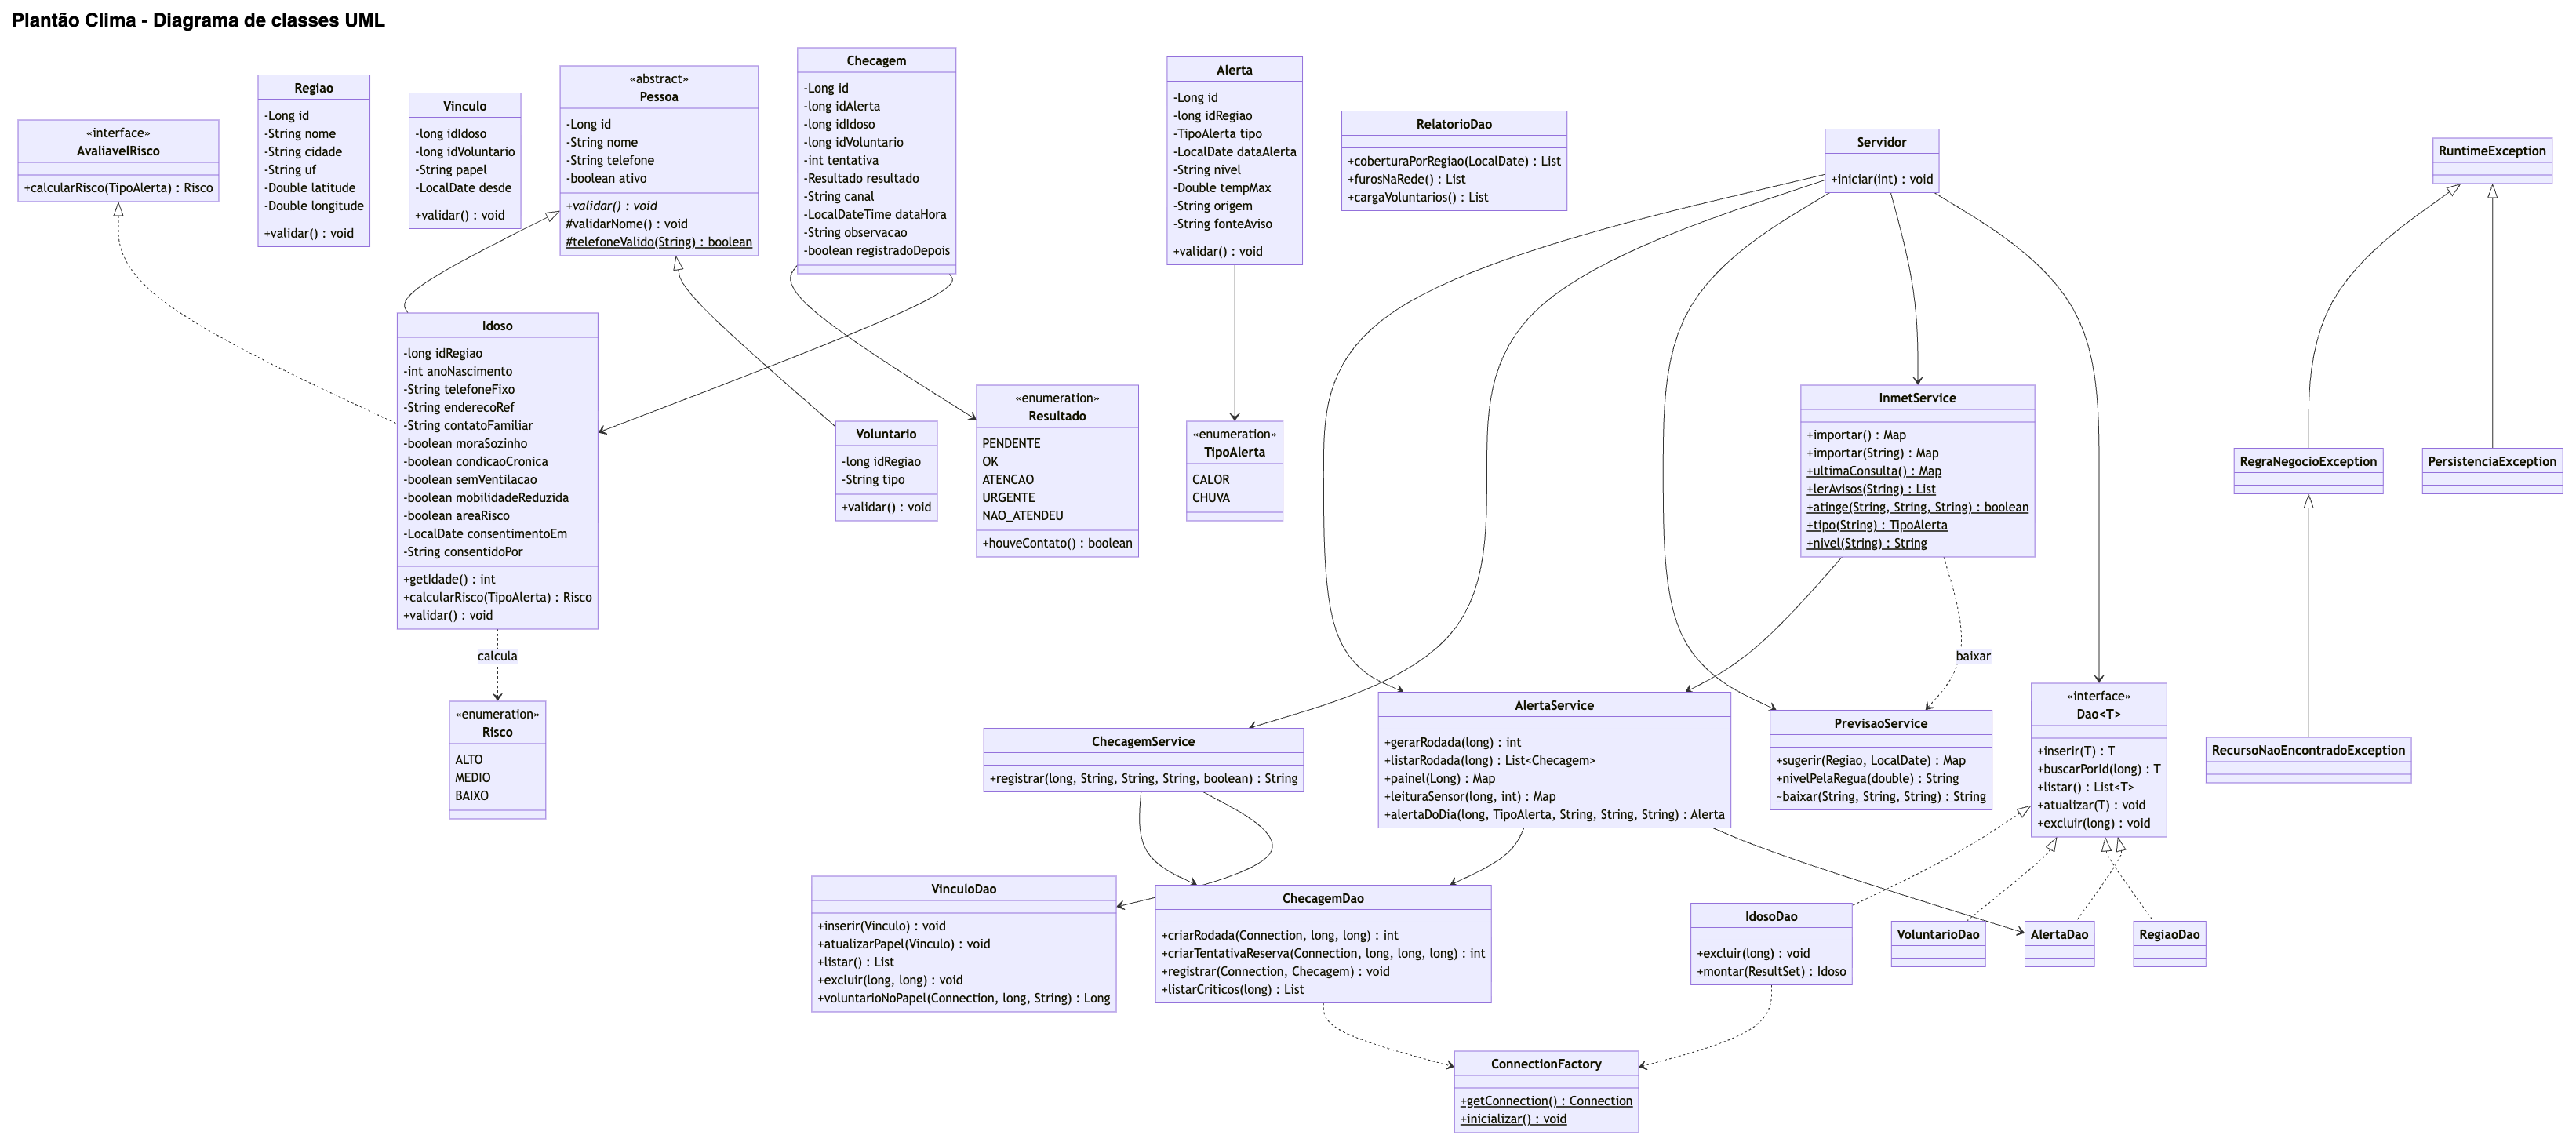 Plantão Clima - Diagrama de classes UML
«interface»
AvaliavelRisco
+calcularRisco(TipoAlerta) : Risco
Regiao
-Long id
-String nome
-String cidade
-String uf
-Double latitude
-Double longitude
+validar() : void
Vinculo
-long idIdoso
-long idVoluntario
-String papel
-LocalDate desde
+validar() : void
«abstract»
Pessoa
-Long id
-String nome
-String telefone
-boolean ativo
+validar() : void
#validarNome() : void
#telefoneValido(String) : boolean
Checagem
-Long id
-long idAlerta
-long idIdoso
-long idVoluntario
-int tentativa
-Resultado resultado
-String canal
-LocalDateTime dataHora
-String observacao
-boolean registradoDepois
Alerta
-Long id
-long idRegiao
-TipoAlerta tipo
-LocalDate dataAlerta
-String nivel
-Double tempMax
-String origem
-String fonteAviso
+validar() : void
RelatorioDao
+coberturaPorRegiao(LocalDate) : List
+furosNaRede() : List
+cargaVoluntarios() : List
Servidor
+iniciar(int) : void
RuntimeException
Idoso
-long idRegiao
-int anoNascimento
-String telefoneFixo
-String enderecoRef
-String contatoFamiliar
-boolean moraSozinho
-boolean condicaoCronica
-boolean semVentilacao
-boolean mobilidadeReduzida
-boolean areaRisco
-LocalDate consentimentoEm
-String consentidoPor
+getIdade() : int
+calcularRisco(TipoAlerta) : Risco
+validar() : void
Voluntario
-long idRegiao
-String tipo
+validar() : void
«enumeration»
Resultado
PENDENTE
OK
ATENCAO
URGENTE
NAO_ATENDEU
+houveContato() : boolean
«enumeration»
TipoAlerta
CALOR
CHUVA
InmetService
+importar() : Map
+importar(String) : Map
+ultimaConsulta() : Map
+lerAvisos(String) : List
+atinge(String, String, String) : boolean
+tipo(String) : TipoAlerta
+nivel(String) : String
RegraNegocioException
PersistenciaException
calcula
baixar
«enumeration»
Risco
ALTO
MEDIO
BAIXO
ChecagemService
+registrar(long, String, String, String, boolean) : String
AlertaService
+gerarRodada(long) : int
+listarRodada(long) : List<Checagem>
+painel(Long) : Map
+leituraSensor(long, int) : Map
+alertaDoDia(long, TipoAlerta, String, String, String) : Alerta
PrevisaoService
+sugerir(Regiao, LocalDate) : Map
+nivelPelaRegua(double) : String
~baixar(String, String, String) : String
«interface»
Dao<T>
+inserir(T) : T
+buscarPorId(long) : T
+listar() : List<T>
+atualizar(T) : void
+excluir(long) : void
RecursoNaoEncontradoException
VinculoDao
+inserir(Vinculo) : void
+atualizarPapel(Vinculo) : void
+listar() : List
+excluir(long, long) : void
+voluntarioNoPapel(Connection, long, String) : Long
ChecagemDao
+criarRodada(Connection, long, long) : int
+criarTentativaReserva(Connection, long, long, long) : int
+registrar(Connection, Checagem) : void
+listarCriticos(long) : List
IdosoDao
+excluir(long) : void
+montar(ResultSet) : Idoso
VoluntarioDao
AlertaDao
RegiaoDao
ConnectionFactory
+getConnection() : Connection
+inicializar() : void